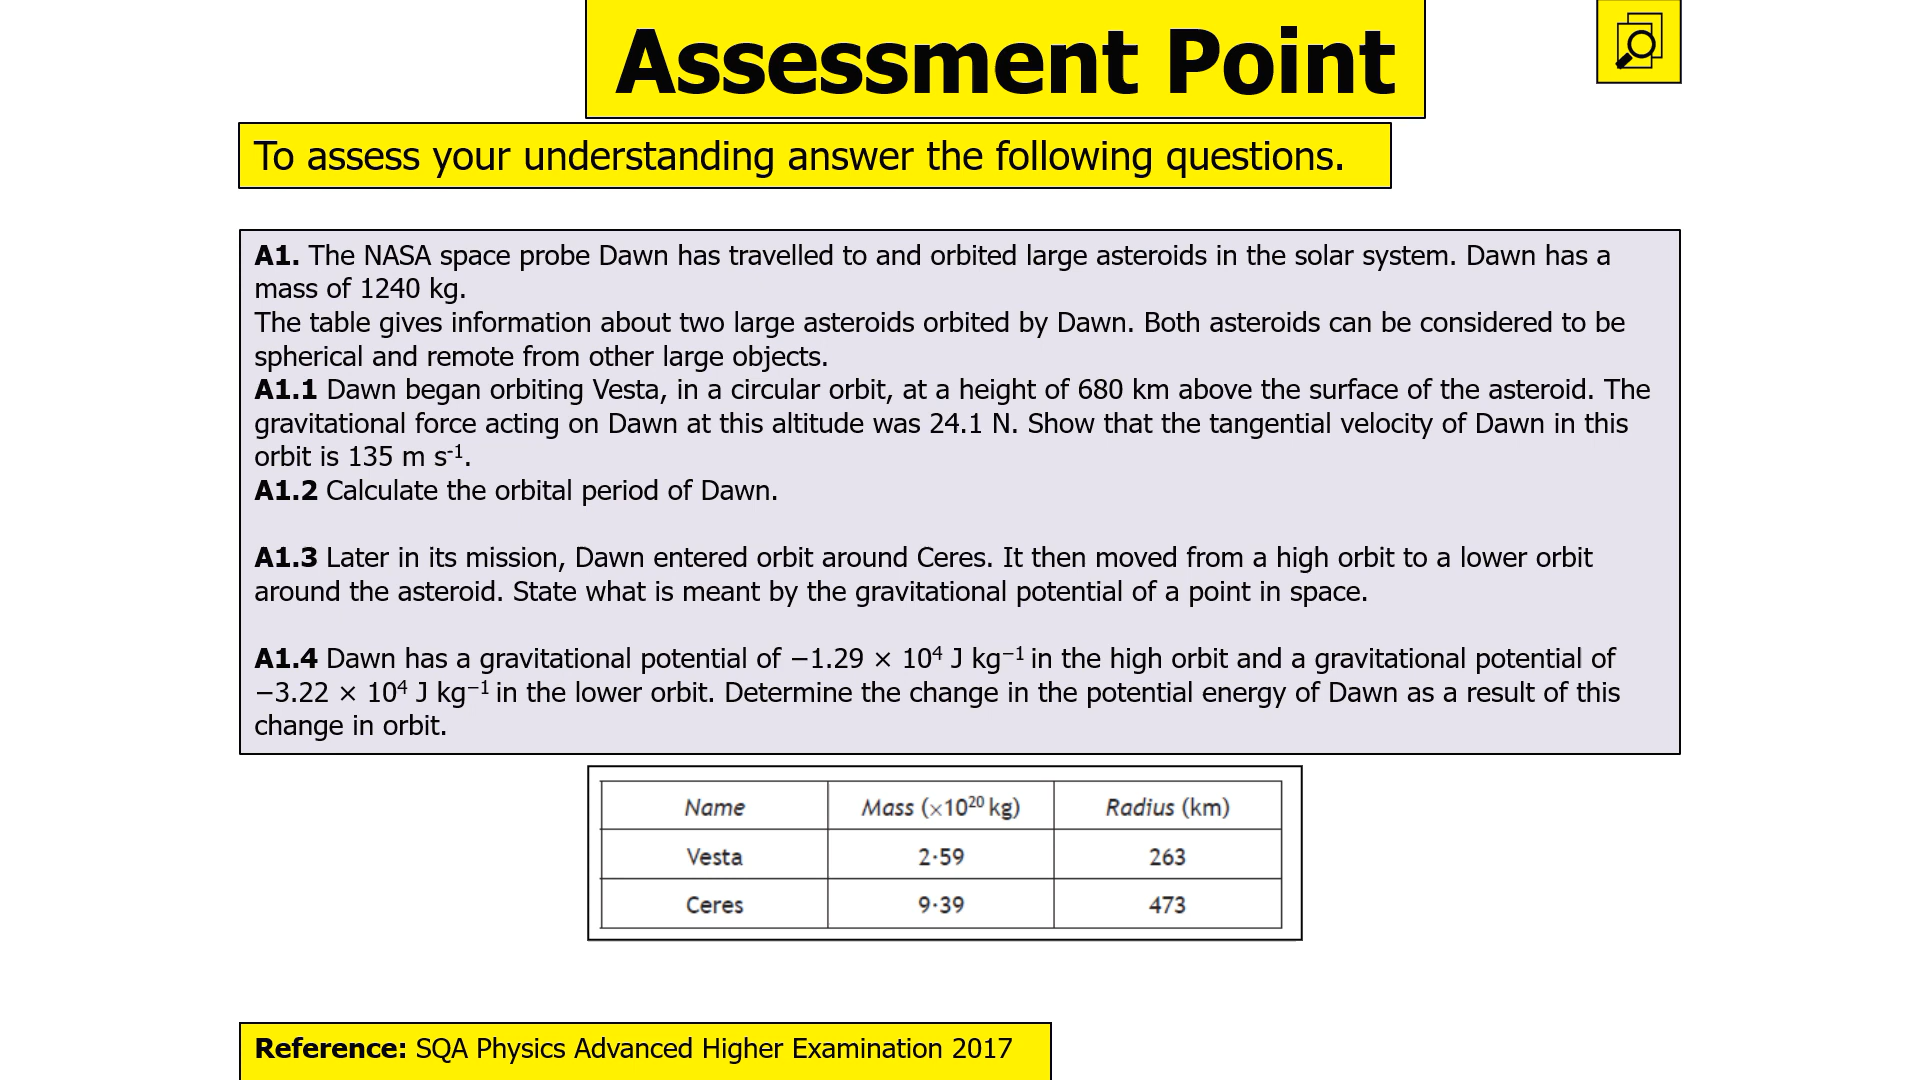 Assessment Point
To assess your understanding answer the following questions.
A1. The NASA space probe Dawn has travelled to and orbited large asteroids in the solar system. Dawn has a
mass of 1240 kg.
The table gives information about two large asteroids orbited by Dawn. Both asteroids can be considered to be
spherical and remote from other large objects.
A1.1 Dawn began orbiting Vesta, in a circular orbit, at a height of 680 km above the surface of the asteroid. The
gravitational force acting on Dawn at this altitude was 24.1 N. Show that the tangential velocity of Dawn in this
orbit is 135 m s⁻¹.
A1.2 Calculate the orbital period of Dawn.
A1.3 Later in its mission, Dawn entered orbit around Ceres. It then moved from a high orbit to a lower orbit
around the asteroid. State what is meant by the gravitational potential of a point in space.
A1.4 Dawn has a gravitational potential of −1.29 × 10⁴ J kg⁻¹ in the high orbit and a gravitational potential of
−3.22 × 10⁴ J kg⁻¹ in the lower orbit. Determine the change in the potential energy of Dawn as a result of this
change in orbit.
Name Mass (×10²⁰ kg) Radius (km)
Vesta 2·59 263
Ceres 9·39 473
Reference: SQA Physics Advanced Higher Examination 2017